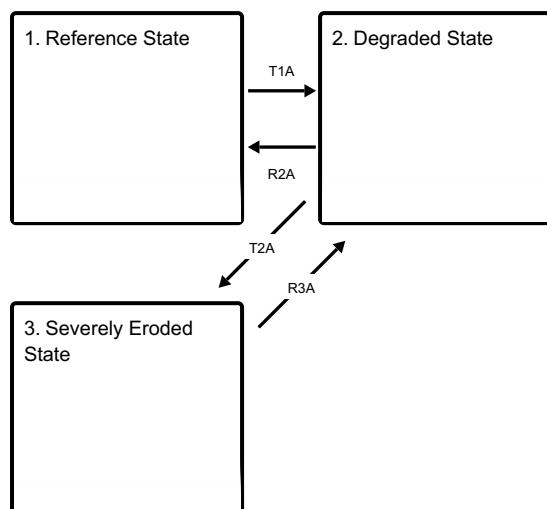 1. Reference State
2. Degraded State
T1A
R2A
T2A
R3A
3. Severely Eroded
State